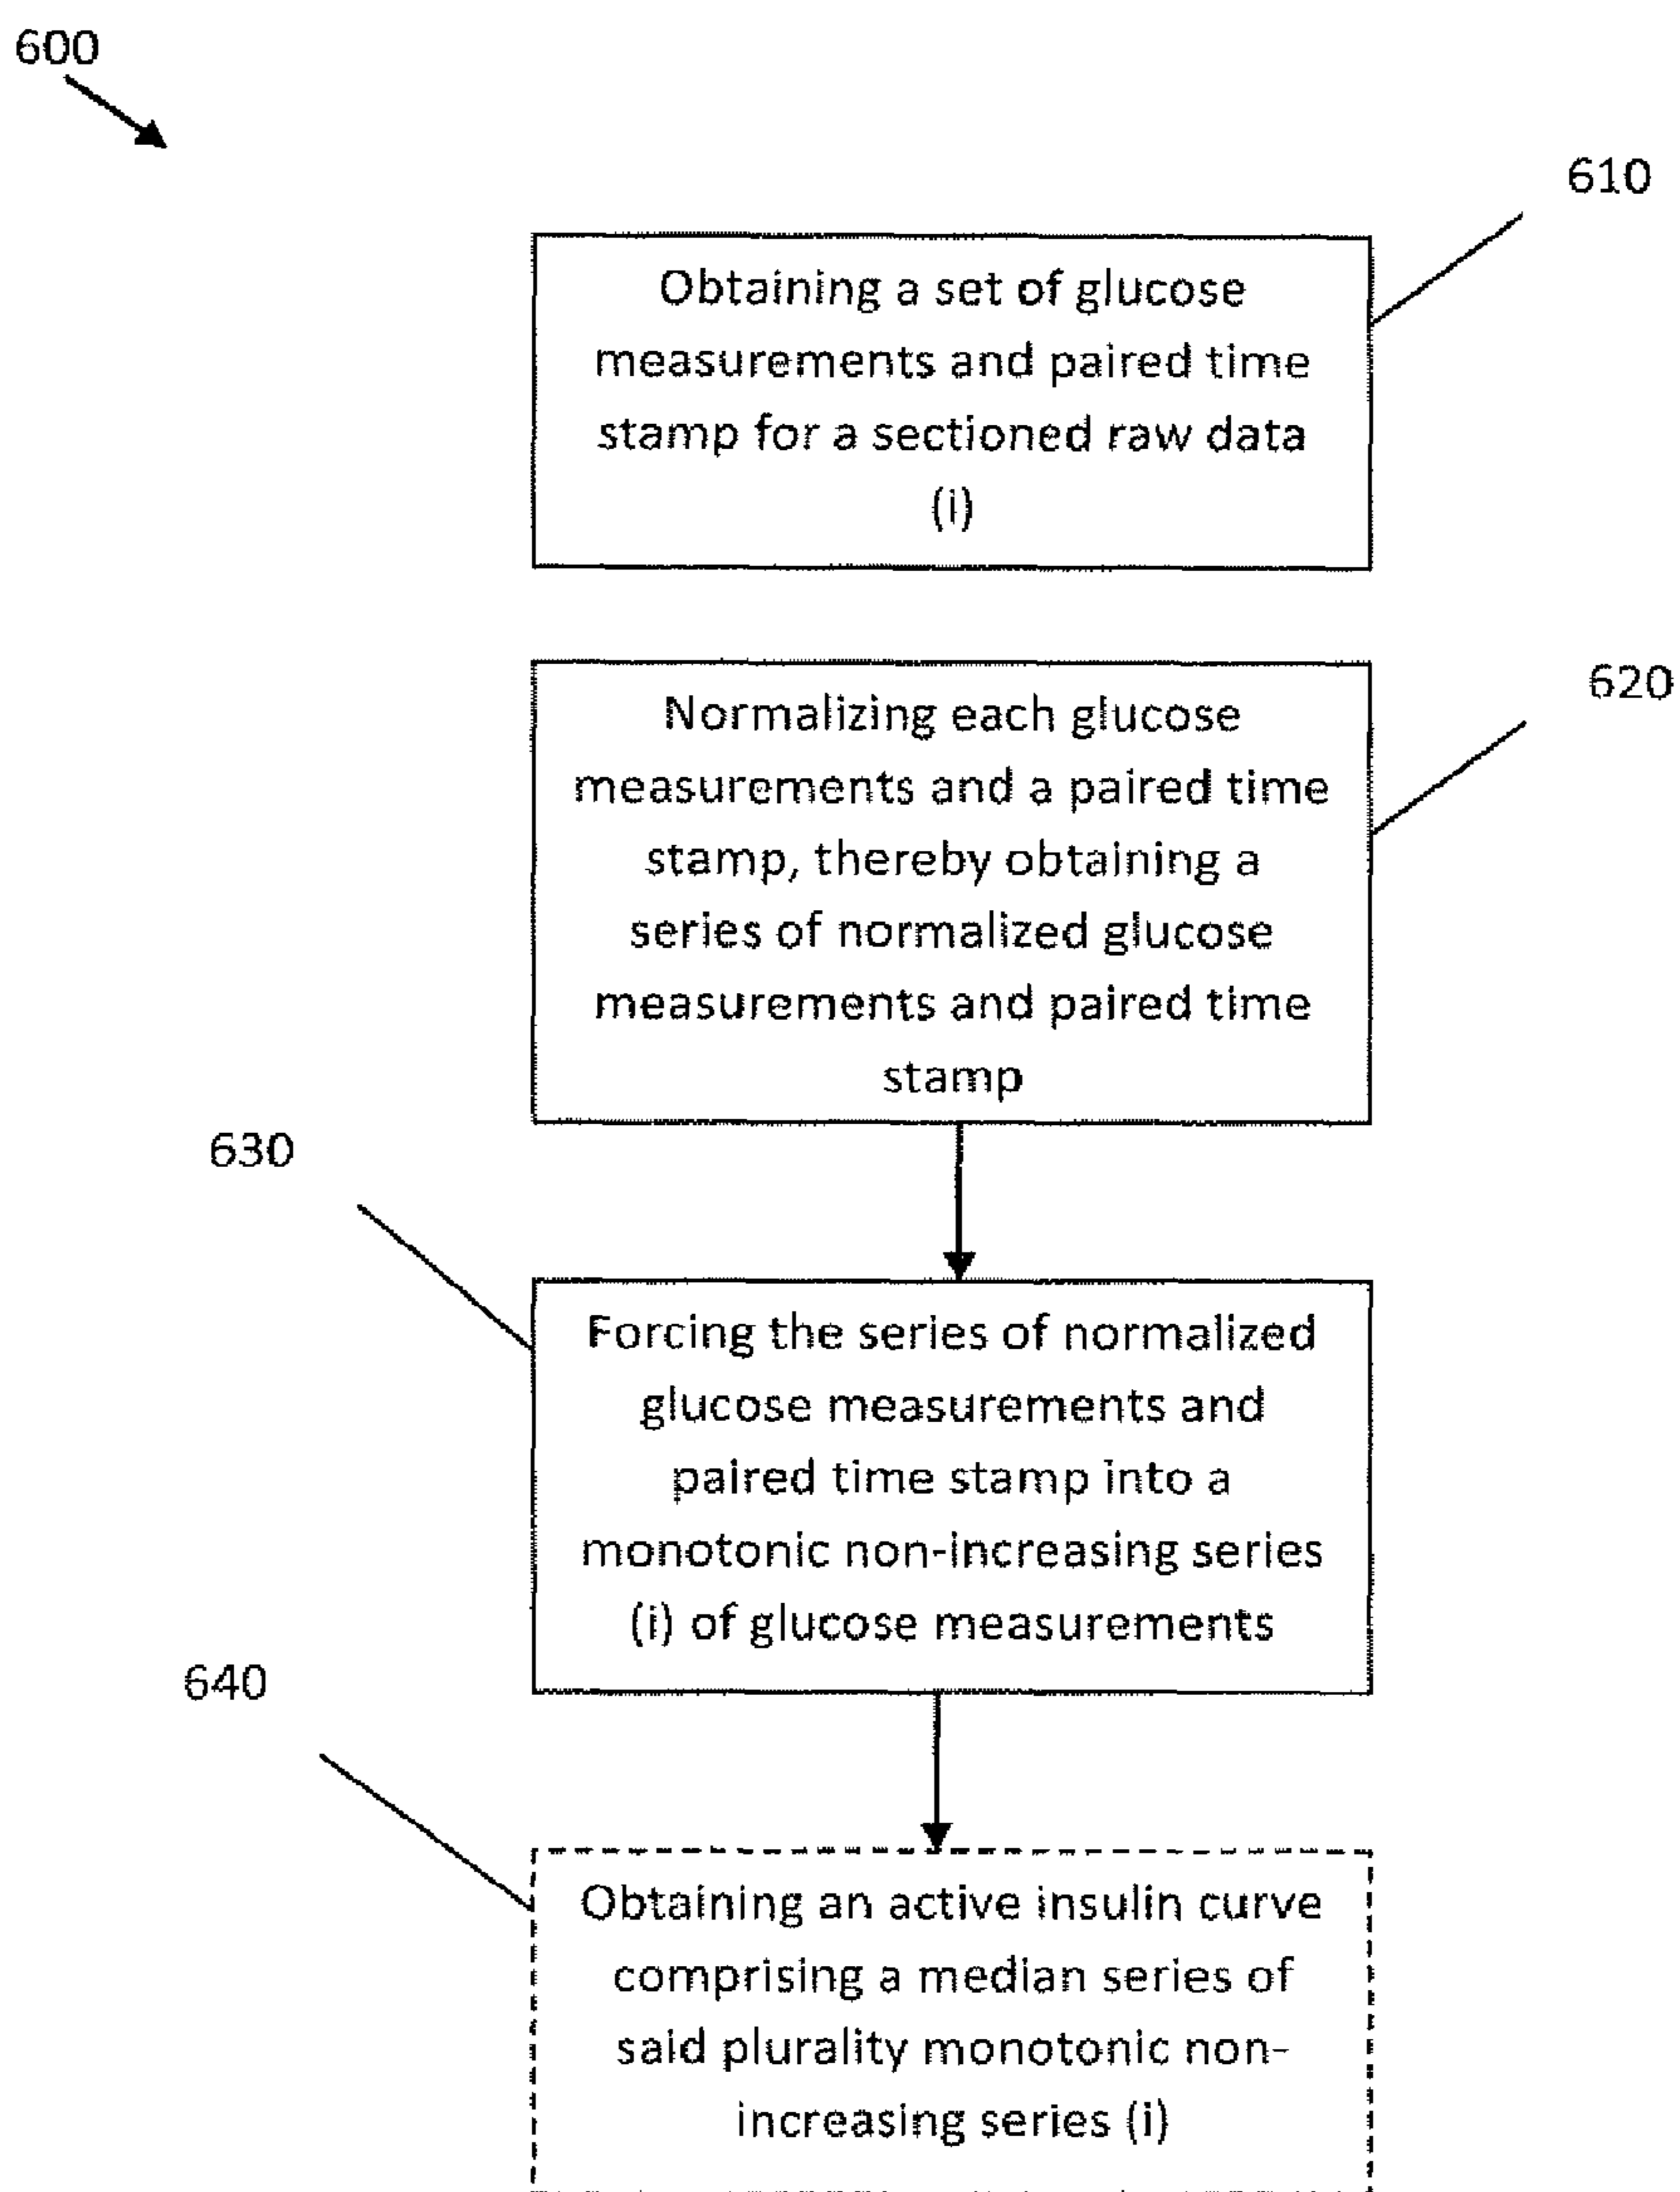 600
610
Obtaining a set of glucose
measurements and paired time
stamp for a sectioned raw data
(i)
620
Normalizing each glucose
measurements and a paired time
stamp, thereby obtaining a
series of normalized glucose
measurements and paired time
stamp
630
Forcing the series of normalized
glucose measurements and
paired time stamp into a
monotonic non-increasing series
(i) of glucose measurements
640
Obtaining an active insulin curve
comprising a median series of
said plurality monotonic non-
increasing series (i)